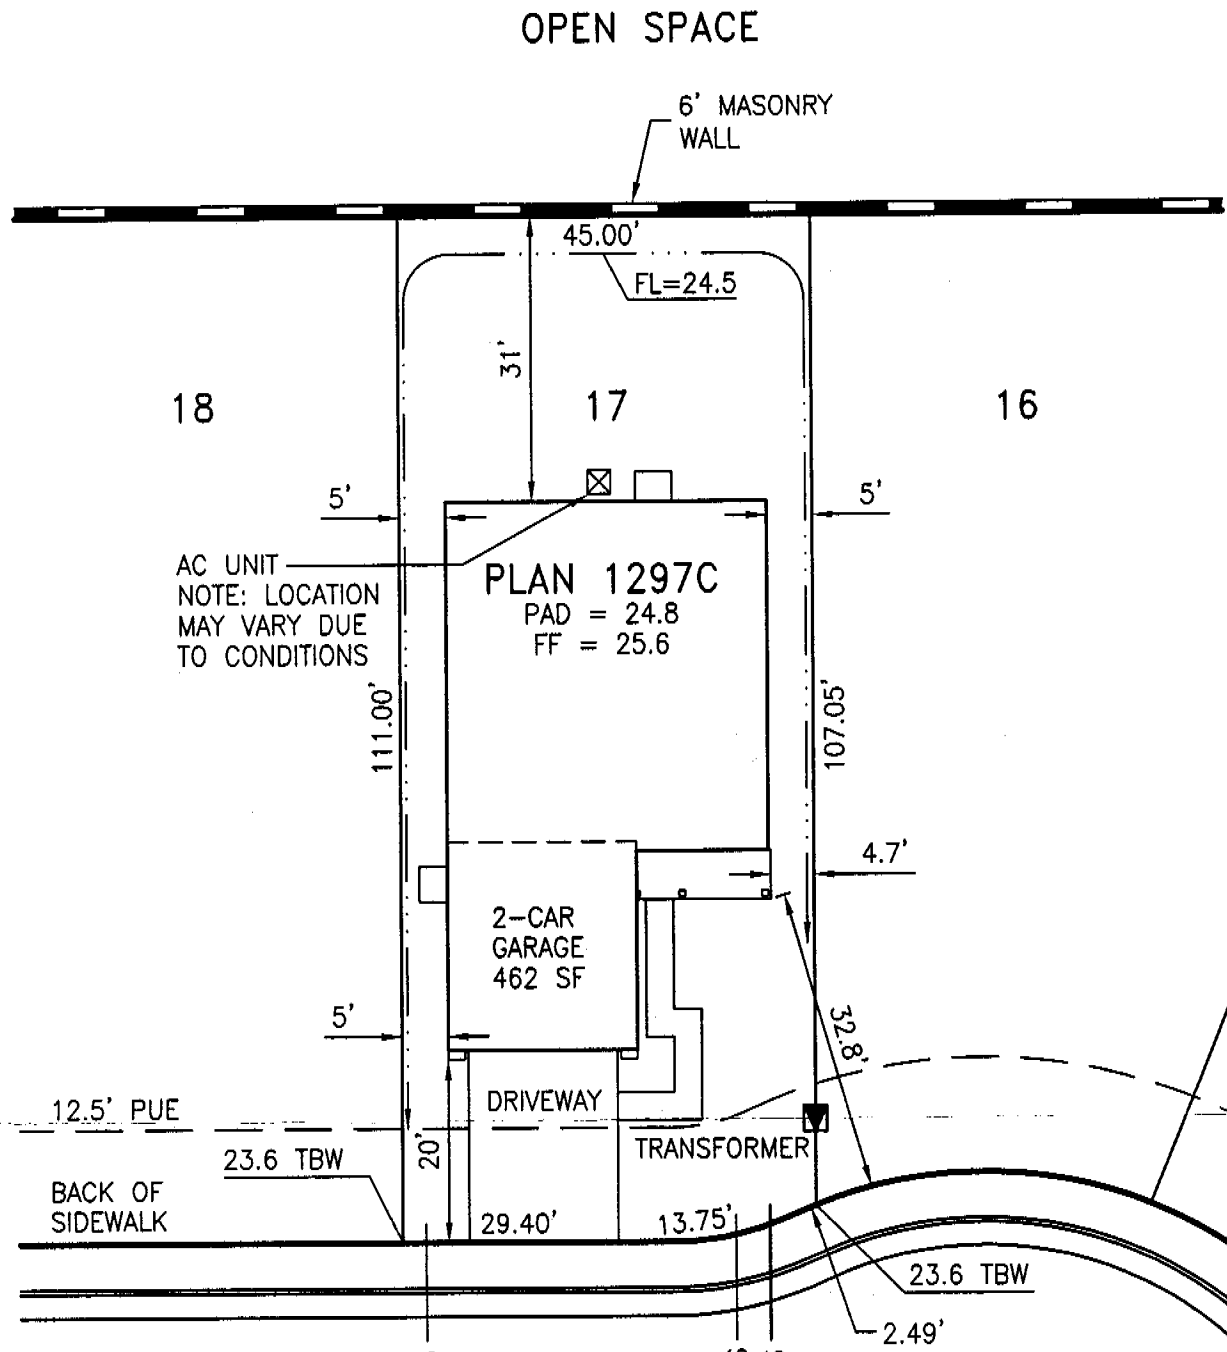 OPEN SPACE
6' MASONRY
WALL
45.00'
FL=24.5
31'
18
17
16
5'
5'
AC UNIT
NOTE: LOCATION
MAY VARY DUE
TO CONDITIONS
PLAN 1297C
PAD = 24.8
FF = 25.6
111.00'
107.05'
4.7'
2-CAR
GARAGE
462 SF
5'
32.8'
12.5' PUE
DRIVEWAY
TRANSFORMER
23.6 TBW
20'
BACK OF
SIDEWALK
29.40'
13.75'
23.6 TBW
2.49'